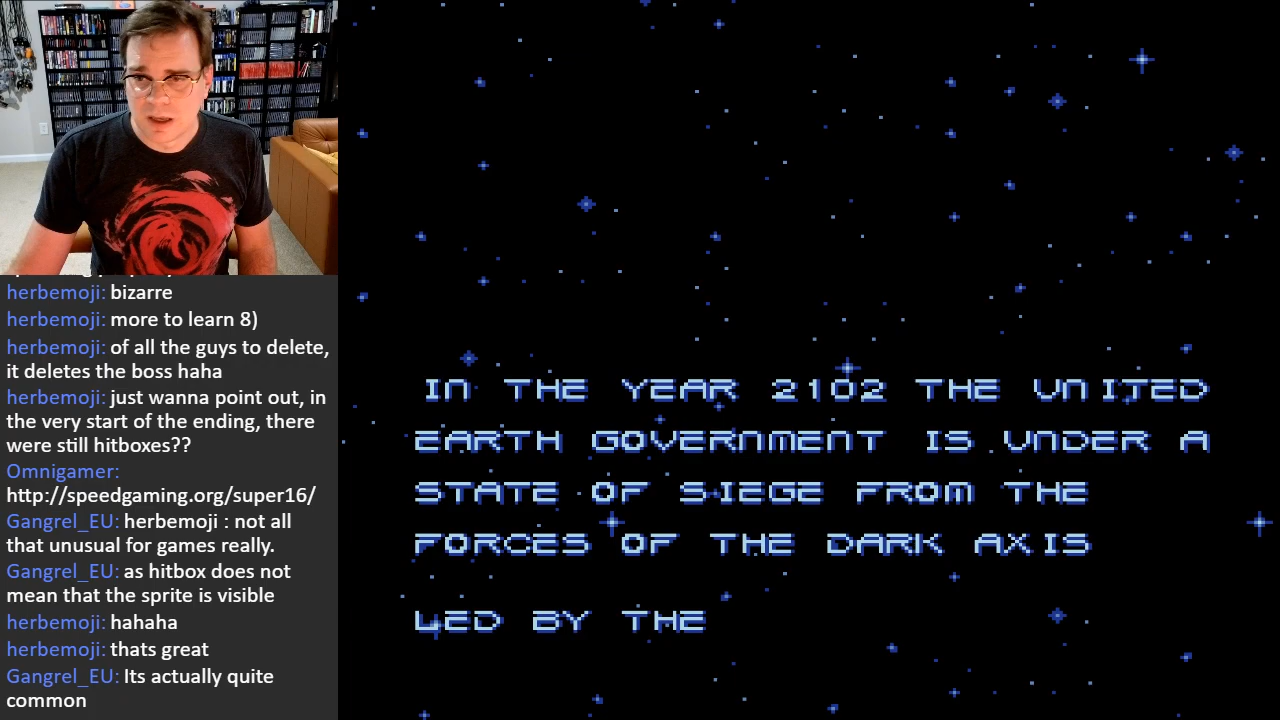 herbemoji: bizarre
herbemoji: more to learn 8)
herbemoji: of all the guys to delete,
it deletes the boss haha
herbemoji: just wanna point out, in
the very start of the ending, there
were still hitboxes??
Omnigamer:
http://speedgaming.org/super16/
Gangrel_EU: herbemoji : not all
that unusual for games really.
Gangrel_EU: as hitbox does not
mean that the sprite is visible
herbemoji: hahaha
herbemoji: thats great
Gangrel_EU: Its actually quite
common
IN THE YEAR 2102 THE UNITED
EARTH GOVERNMENT IS UNDER A
STATE OF SIEGE FROM THE
FORCES OF THE DARK AXIS
LED BY THE